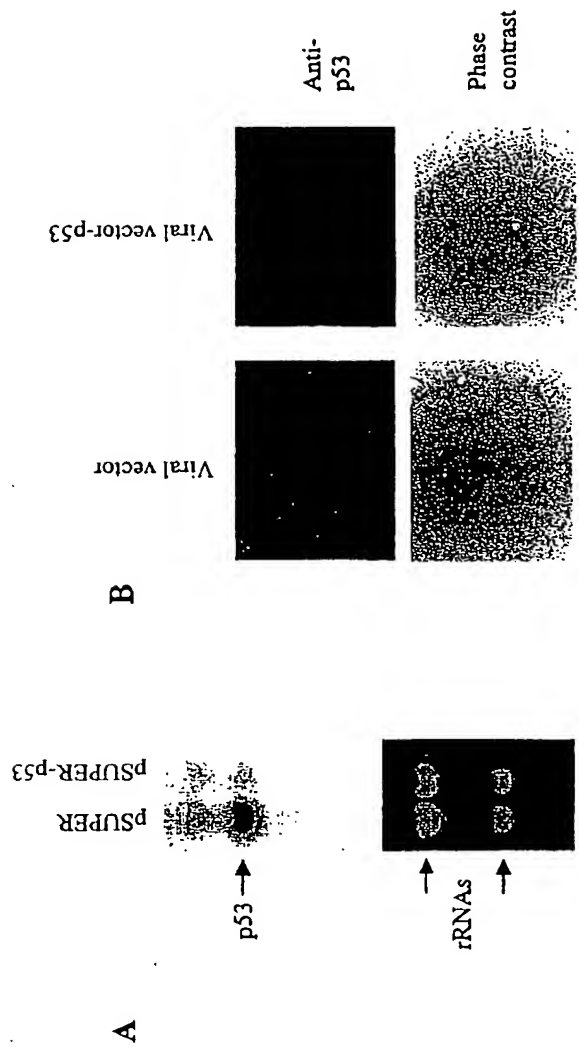 A
pSUPER
pSUPER-p53
p53
rRNAs
B
Viral vector
Viral vector-p53
Anti-
p53
Phase
contrast